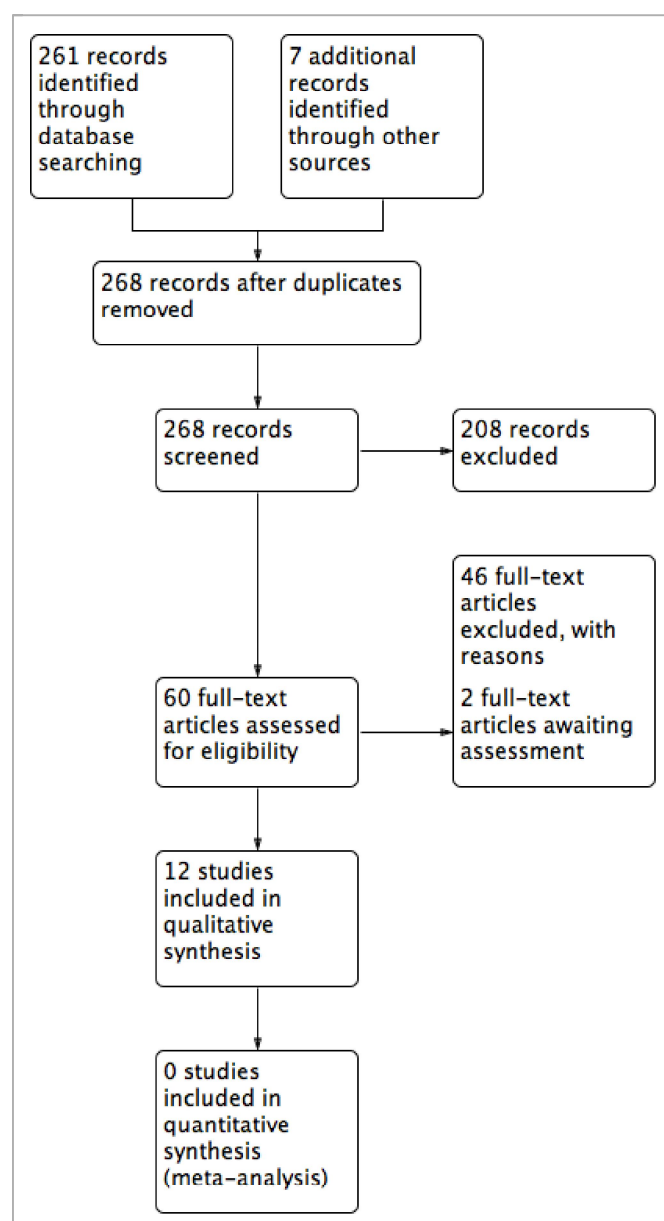 261 records
identified
through
database
searching
7 additional
records
identified
through other
sources
268 records after duplicates
removed
268 records
screened
208 records
excluded
46 full-text
articles
excluded, with
reasons
2 full-text
articles awaiting
assessment
60 full-text
articles assessed
for eligibility
12 studies
included in
qualitative
synthesis
0 studies
included in
quantitative
synthesis
(meta-analysis)